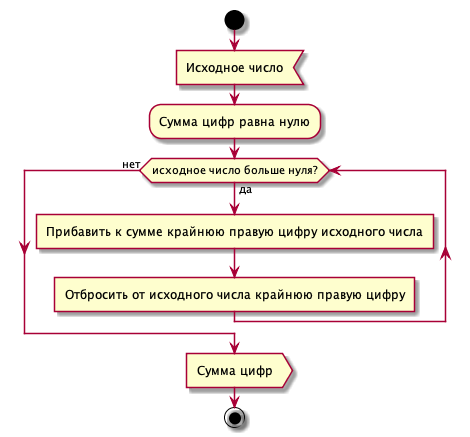 Исходное число
Сумма цифр равна нулю
нет
исходное число больше нуля?
да
Прибавить к сумме крайнюю правую цифру исходного числа
Отбросить от исходного числа крайнюю правую цифру
Сумма цифр